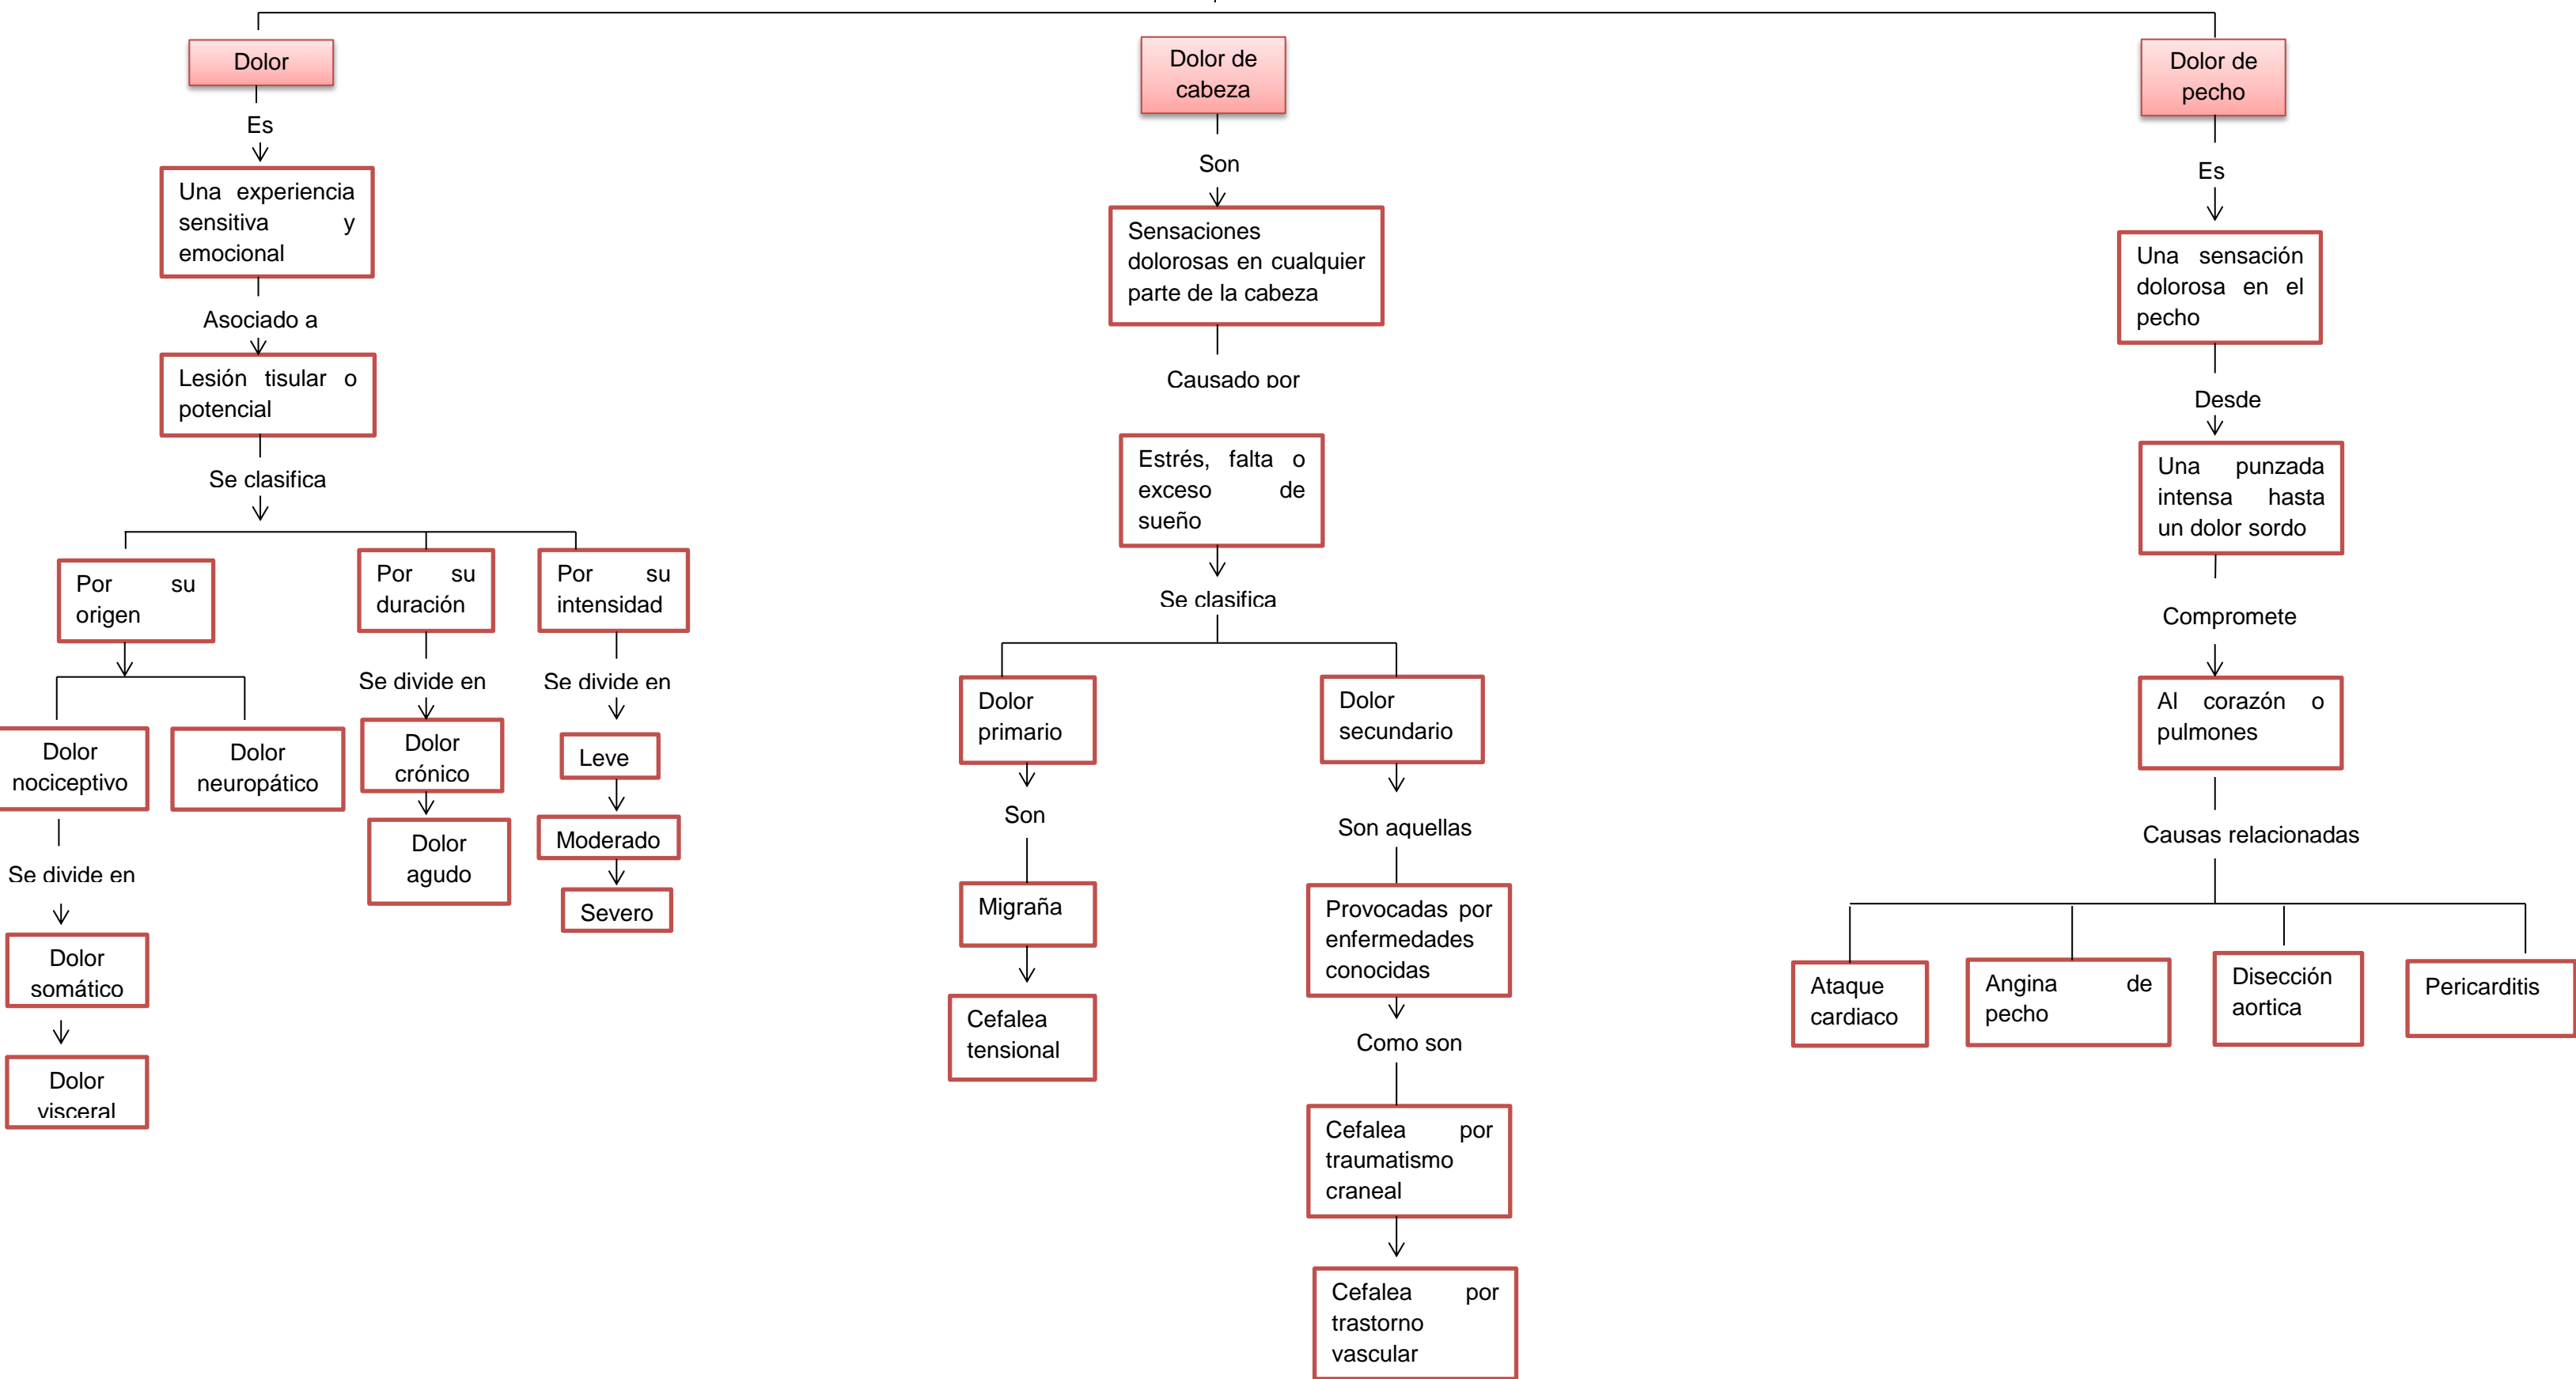 Dolor
Es
Una experiencia
sensitiva y
emocional
Asociado a
Lesión tisular o
potencial
Se clasifica
Por su
origen
Dolor
nociceptivo
Se divide en
Dolor
somático
Dolor
visceral
Dolor
neuropático
Por su
duración
Se divide en
Dolor
crónico
Dolor
agudo
Por su
intensidad
Se divide en
Leve
Moderado
Severo
Dolor de
cabeza
Son
Sensaciones
dolorosas en cualquier
parte de la cabeza
Causado por
Estrés, falta o
exceso de
sueño
Se clasifica
Dolor
primario
Son
Migraña
Cefalea
tensional
Dolor
secundario
Son aquellas
Provocadas por
enfermedades
conocidas
Como son
Cefalea por
traumatismo
craneal
Cefalea por
trastorno
vascular
Dolor de
pecho
Es
Una sensación
dolorosa en el
pecho
Desde
Una punzada
intensa hasta
un dolor sordo
Compromete
Al corazón o
pulmones
Causas relacionadas
Ataque
cardiaco
Angina de
pecho
Disección
aortica
Pericarditis